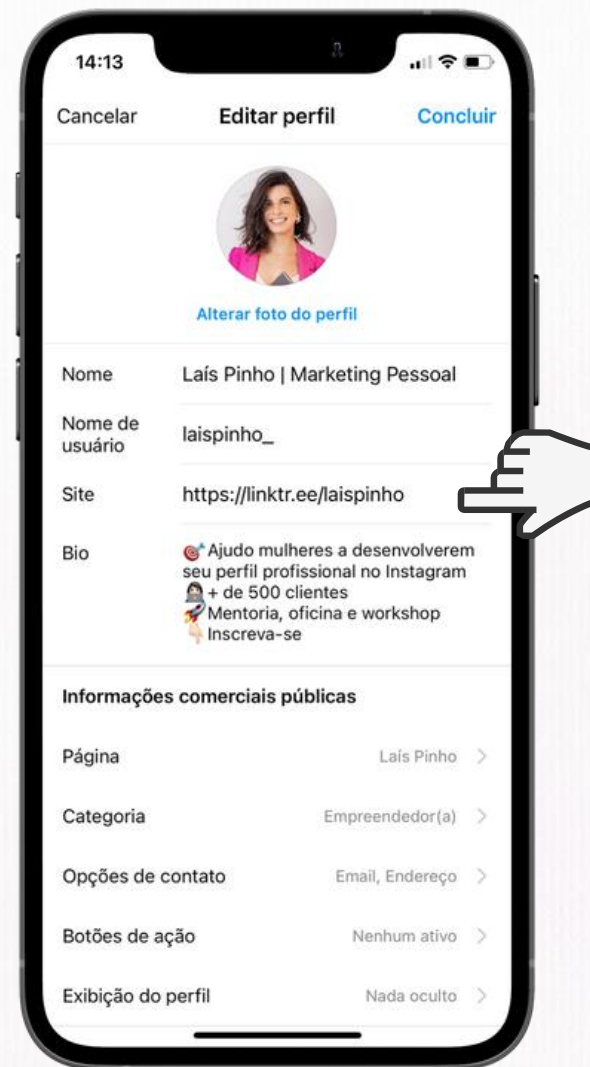 14:13
Cancelar Editar perfil Concluir
Alterar foto do perfil
Nome Laís Pinho | Marketing Pessoal
Nome de usuário laispinho_
Site https://linktr.ee/laispinho
Bio 🎯Ajudo mulheres a desenvolverem
seu perfil profissional no Instagram
👩🏻‍💻+ de 500 clientes
🚀Mentoria, oficina e workshop
👇🏻Inscreva-se
Informações comerciais públicas
Página Laís Pinho >
Categoria Empreendedor(a) >
Opções de contato Email, Endereço >
Botões de ação Nenhum ativo >
Exibição do perfil Nada oculto >